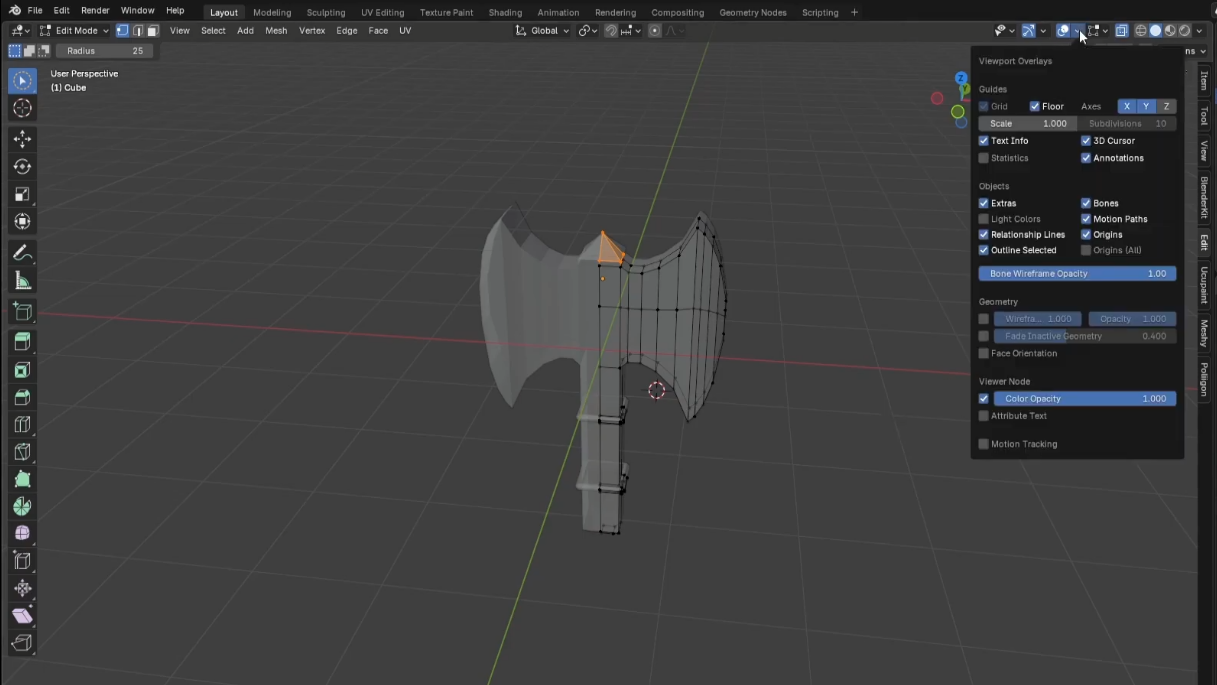 File Edit Render Window Help Layout Modeling Sculpting UV Editing Texture Paint Shading Animation Rendering Compositing Geometry Nodes Scripting +
Edit Mode View Select Add Mesh Vertex Edge Face UV Global
Radius 25
User Perspective
(1) Cube
Viewport Overlays
Guides
Grid Floor Axes X Y Z
Scale 1.000 Subdivisions 10
Text Info 3D Cursor
Statistics Annotations
Objects
Extras Bones
Light Colors Motion Paths
Relationship Lines Origins
Outline Selected Origins (All)
Bone Wireframe Opacity 1.00
Geometry
Wirefra... 1.000 Opacity 1.000
Fade Inactive Geometry 0.400
Face Orientation
Viewer Node
Color Opacity 1.000
Attribute Text
Motion Tracking
Z
Item
Tool
View
BlenderKit
Edit
Ucupaint
Meshy
Poliigon